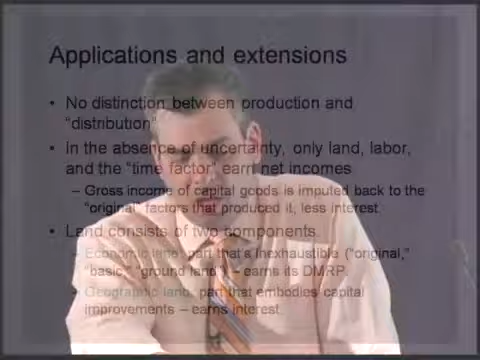 Applications and extensions
• No distinction between production and
"distribution"
• In the absence of uncertainty, only land, labor,
and the "time factor" earn net incomes
– Gross income of capital goods is imputed back to the
"original" factors that produced it, less interest.
• Land consists of two components.
– Economic land: part that's inexhaustible ("original,"
"basic," "ground land") – earns its DMRP.
– Geographic land: part that embodies capital
improvements – earns interest.